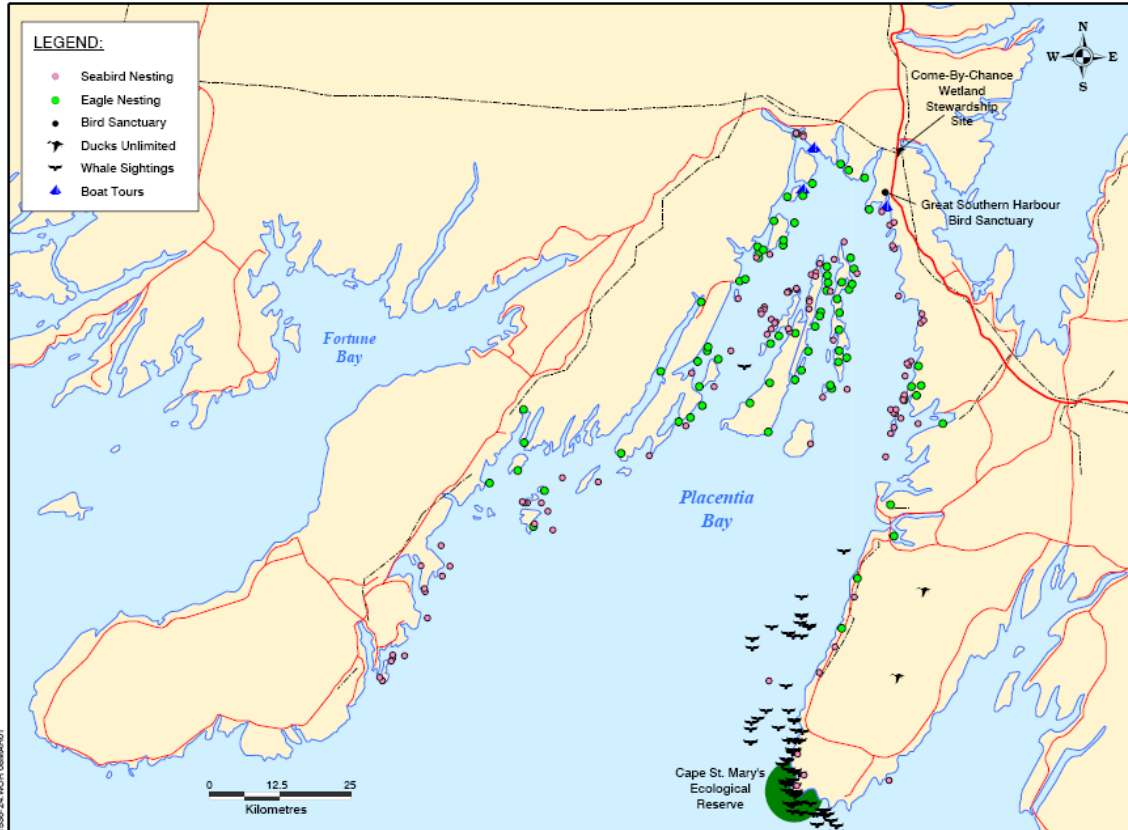 LEGEND:
Seabird Nesting
Eagle Nesting
Bird Sanctuary
Ducks Unlimited
Whale Sightings
Boat Tours
N
W
E
S
Come-By-Chance
Wetland
Stewardship
Site
Great Southern Harbour
Bird Sanctuary
Fortune
Bay
Placentia
Bay
Cape St. Mary's
Ecological
Reserve
0 12.5 25
Kilometres